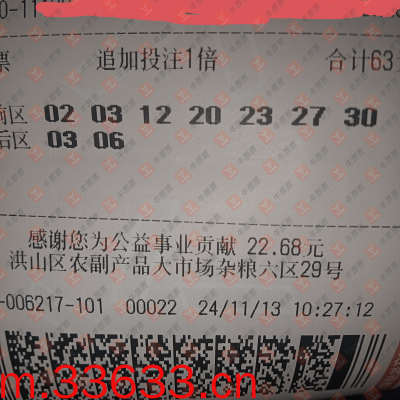 0-11
票 追加投注1倍 合计63
前区 02 03 12 20 23 27 30
后区 03 06
感谢您为公益事业贡献 22.68元
洪山区农副产品大市场杂粮六区29号
-006217-101 00022 24/11/13 10:27:12
m.33633.cn